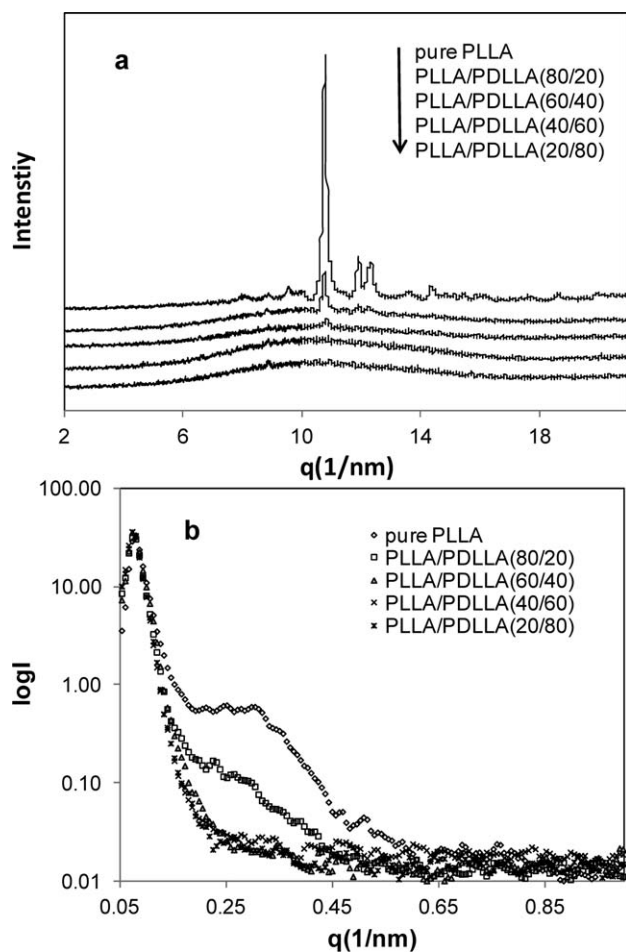 a
pure PLLA
PLLA/PDLLA(80/20)
PLLA/PDLLA(60/40)
PLLA/PDLLA(40/60)
PLLA/PDLLA(20/80)
Intenstiy
2 6 10 14 18
q(1/nm)
100.00
b
pure PLLA
PLLA/PDLLA(80/20)
10.00
PLLA/PDLLA(60/40)
PLLA/PDLLA(40/60)
PLLA/PDLLA(20/80)
logI
1.00
0.10
0.01
0.05 0.25 0.45 0.65 0.85
q(1/nm)